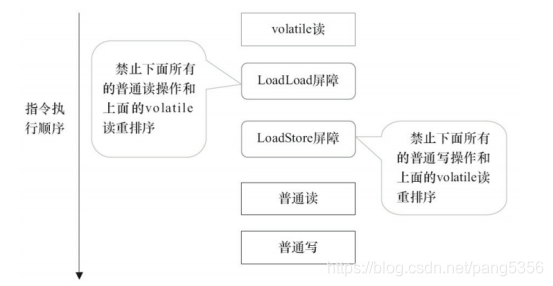 volatile读
禁止下面所有
的普通读操作和
上面的volatile
读重排序
LoadLoad屏障
指令执
行顺序
LoadStore屏障
禁止下面所有
的普通写操作和
上面的volatile读
重排序
普通读
普通写
https://blog.csdn.net/pang5356